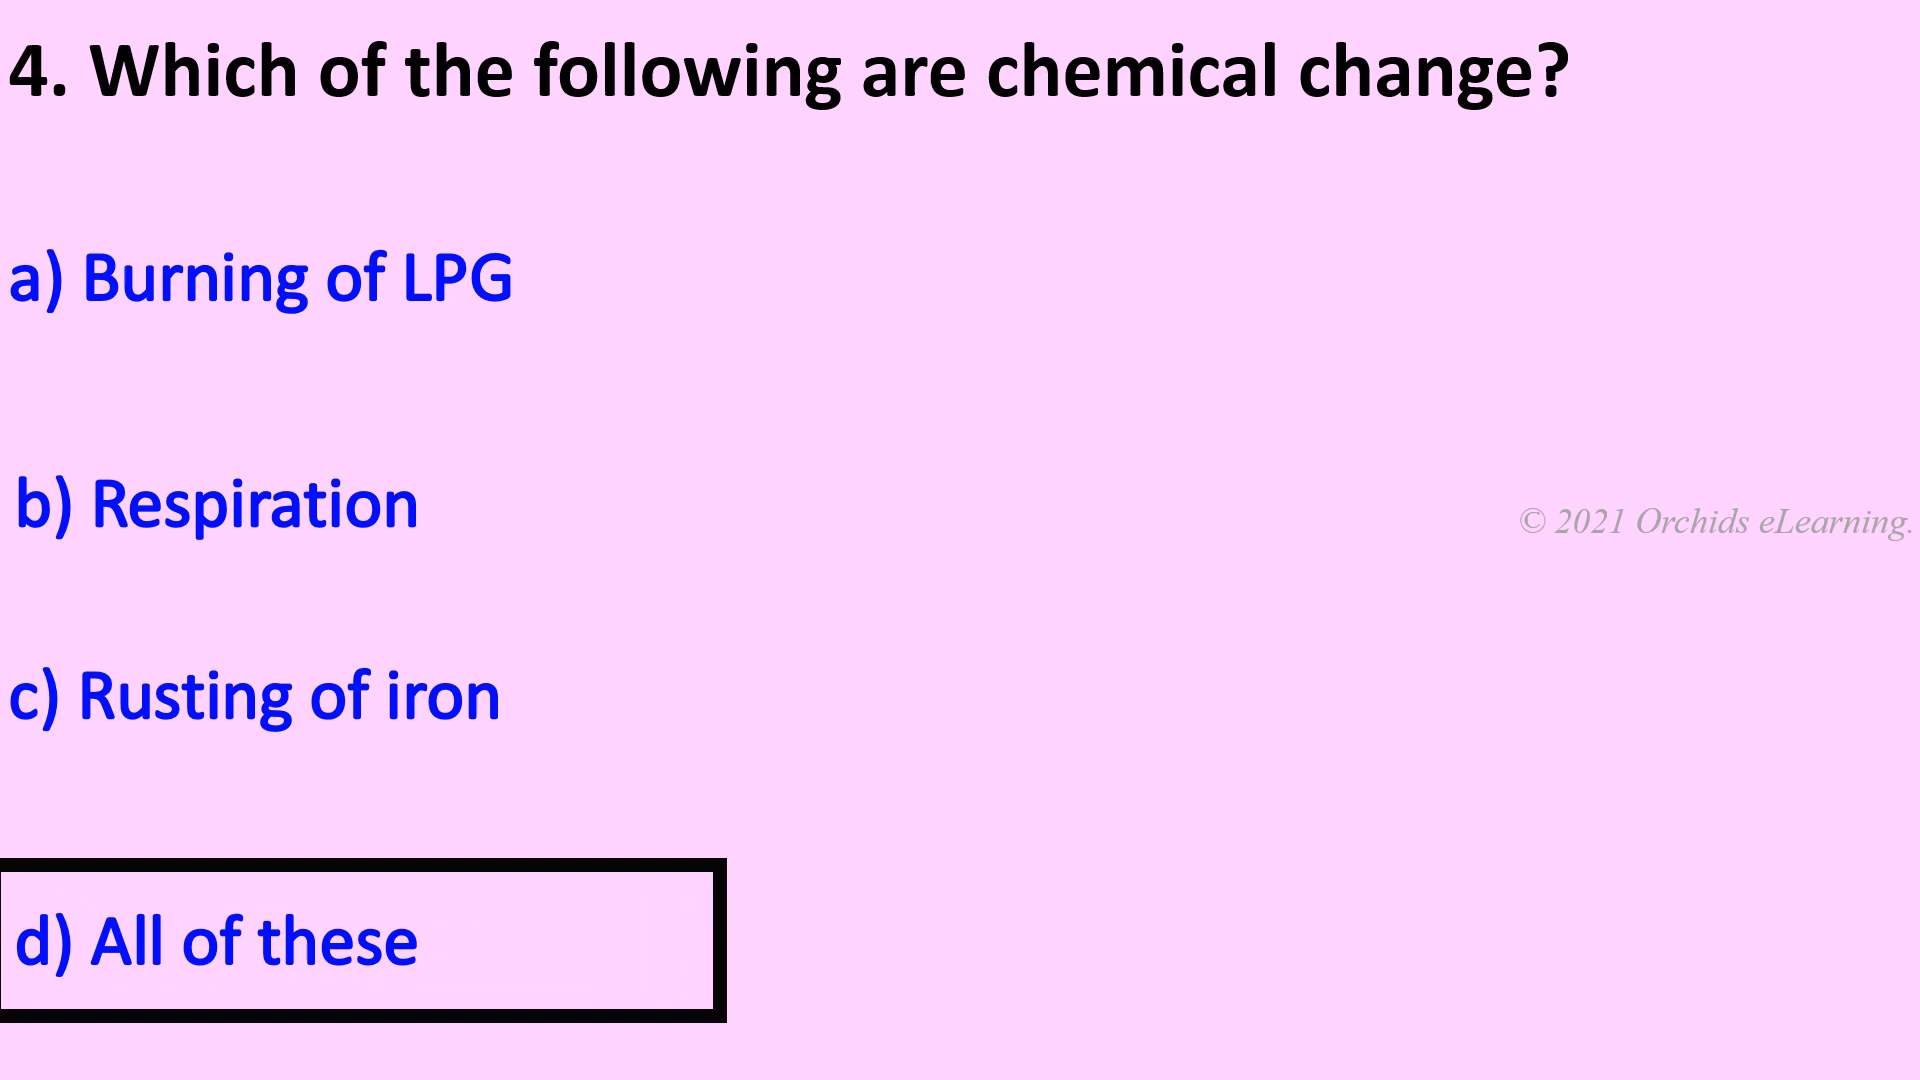 4. Which of the following are chemical change?
a) Burning of LPG
b) Respiration
© 2021 Orchids eLearning.
c) Rusting of iron
d) All of these